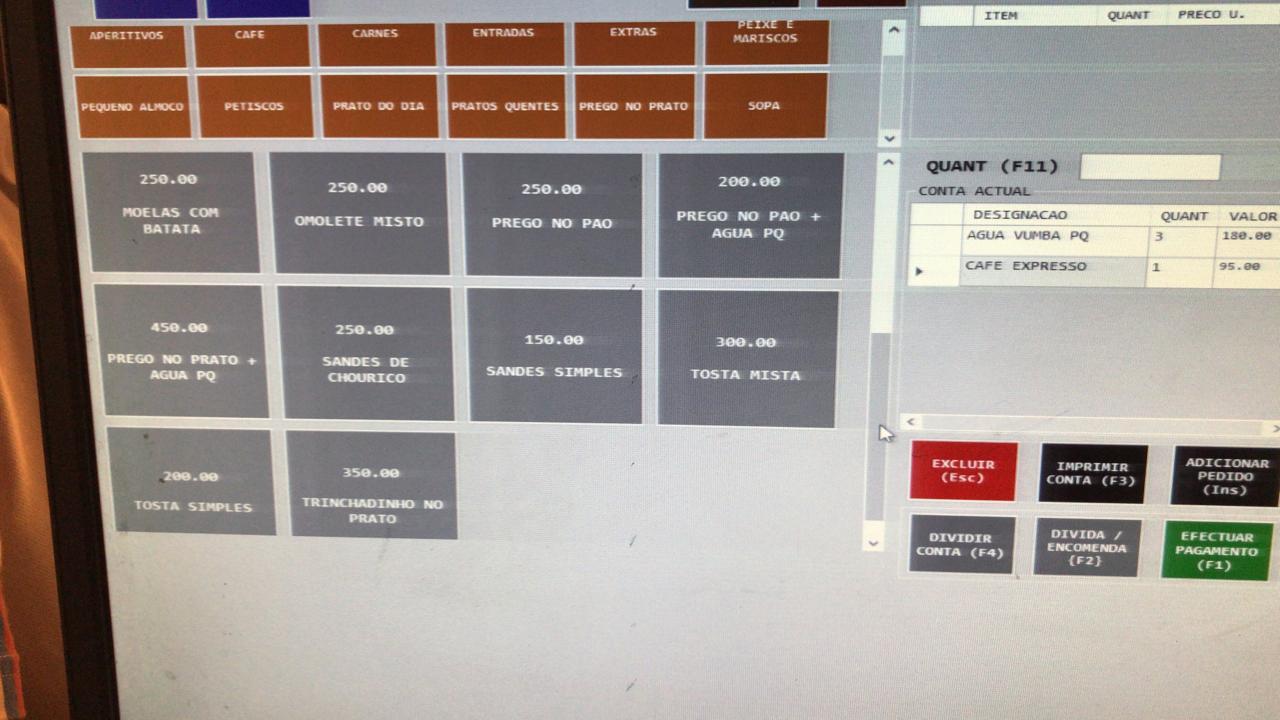 ITEM QUANT PRECO U.
APERITIVOS CAFE CARNES ENTRADAS EXTRAS PEIXE E
MARISCOS
PEQUENO ALMOCO PETISCOS PRATO DO DIA PRATOS QUENTES PREGO NO PRATO SOPA
250.00
MOELAS COM
BATATA
250.00
OMOLETE MISTO
250.00
PREGO NO PAO
200.00
PREGO NO PAO +
AGUA PQ
450.00
PREGO NO PRATO +
AGUA PQ
250.00
SANDES DE
CHOURICO
150.00
SANDES SIMPLES
300.00
TOSTA MISTA
200.00
TOSTA SIMPLES
350.00
TRINCHADINHO NO
PRATO
QUANT (F11)
CONTA ACTUAL
DESIGNACAO QUANT VALOR
AGUA VUMBA PQ 3 180.00
CAFE EXPRESSO 1 95.00
EXCLUIR
(Esc)
IMPRIMIR
CONTA (F3)
ADICIONAR
PEDIDO
(Ins)
DIVIDIR
CONTA (F4)
DIVIDA /
ENCOMENDA
{F2}
EFECTUAR
PAGAMENTO
(F1)